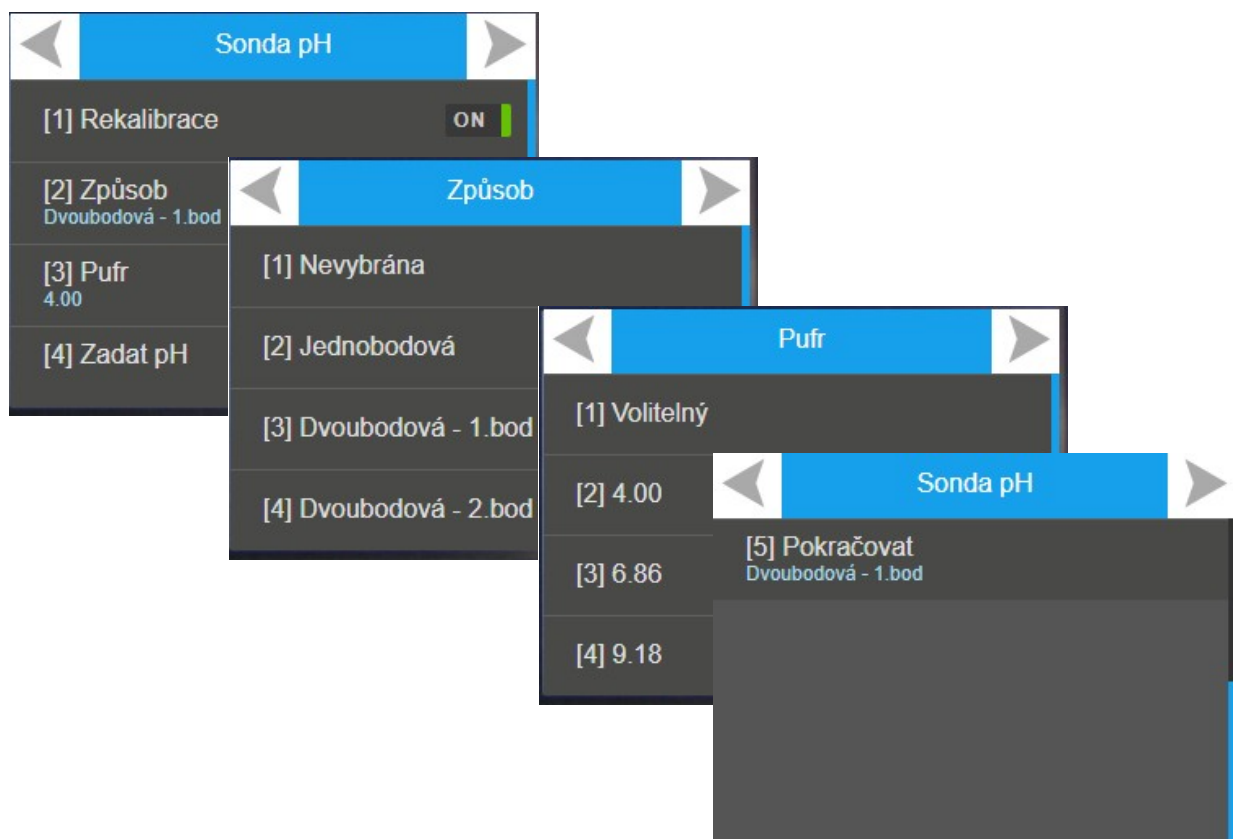 Sonda pH
[1] Rekalibrace
ON
[2] Způsob
Dvoubodová - 1.bod
[3] Pufr
4.00
[4] Zadat pH
Způsob
[1] Nevybrána
[2] Jednobodová
[3] Dvoubodová - 1.bod
[4] Dvoubodová - 2.bod
Pufr
[1] Volitelný
[2] 4.00
[3] 6.86
[4] 9.18
Sonda pH
[5] Pokračovat
Dvoubodová - 1.bod